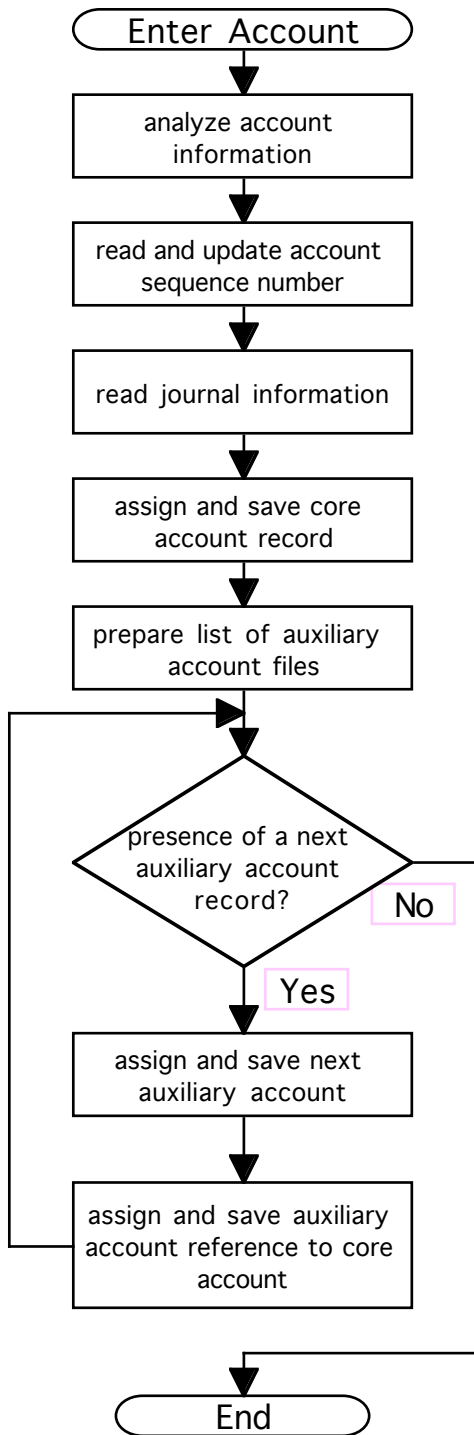 Enter Account
analyze account
information
read and update account
sequence number
read journal information
assign and save core
account record
prepare list of auxiliary
account files
presence of a next
auxiliary account
record?
No
Yes
assign and save next
auxiliary account
assign and save auxiliary
account reference to core
account
End